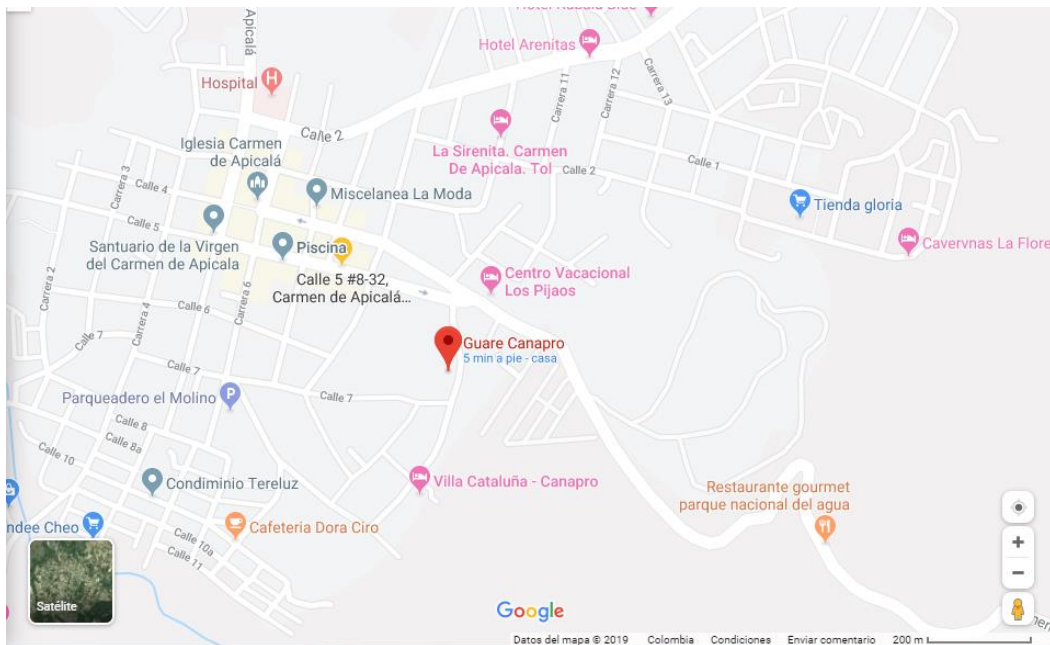 Apicalá
Hotel Arenitas
Carrera 11
Carrera 12
Carrera 13
Hospital
H
Calle 2
Iglesia Carmen
de Apicalá
La Sirenita. Carmen
De Apicala. Tol
Calle 2
Calle 1
Carrera 3
Calle 4
Miscelanea La Moda
Tienda gloria
Calle 5
Santuario de la Virgen
del Carmen de Apicala
Piscina
Cavervnas La Flore
Calle 5 #8-32,
Carmen de Apicalá...
Centro Vacacional
Los Pijaos
Carrera 2
Carrera 4
Carrera 6
Calle 6
Calle 7
Guare Canapro
5 min a pie - casa
Calle 7
Parqueadero el Molino
P
Calle 7
Calle 8
Calle 8a
Calle 10
Condiminio Tereluz
Villa Cataluña - Canapro
Restaurante gourmet
parque nacional del agua
ndee Cheo
Cafeteria Dora Ciro
Calle 10a
Calle 11
Satélite
Google
Datos del mapa © 2019 Colombia Condiciones Enviar comentario 200 m